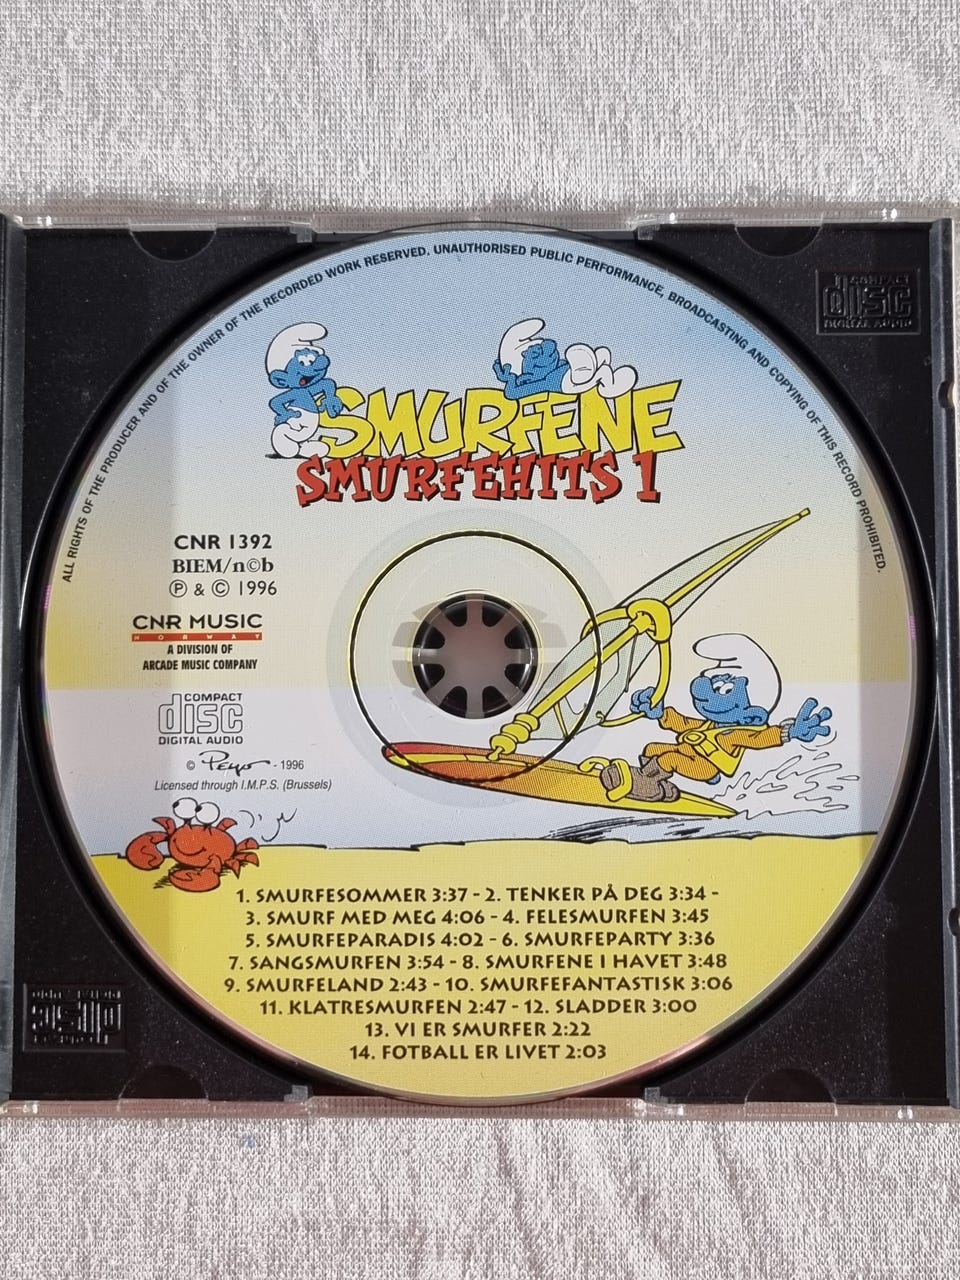 ALL RIGHTS OF THE PRODUCER AND OF THE OWNER OF THE RECORDED WORK RESERVED. UNAUTHORISED PUBLIC PERFORMANCE, BROADCASTING AND COPYING OF THIS RECORD PROHIBITED.
COMPACT
disc
DIGITAL AUDIO
SMURFENE
SMURFEHITS 1
CNR 1392
BIEM/n©b
℗ & © 1996
CNR MUSIC
NORWAY
A DIVISION OF
ARCADE MUSIC COMPANY
COMPACT
disc
DIGITAL AUDIO
© Peyo - 1996
Licensed through I.M.P.S. (Brussels)
1. SMURFESOMMER 3:37 - 2. TENKER PÅ DEG 3:34 -
3. SMURF MED MEG 4:06 - 4. FELESMURFEN 3:45
5. SMURFEPARADIS 4:02 - 6. SMURFEPARTY 3:36
7. SANGSMURFEN 3:54 - 8. SMURFENE I HAVET 3:48
9. SMURFELAND 2:43 - 10. SMURFEFANTASTISK 3:06
11. KLATRESMURFEN 2:47 - 12. SLADDER 3:00
13. VI ER SMURFER 2:22
14. FOTBALL ER LIVET 2:03
COMPACT
disc
DIGITAL AUDIO